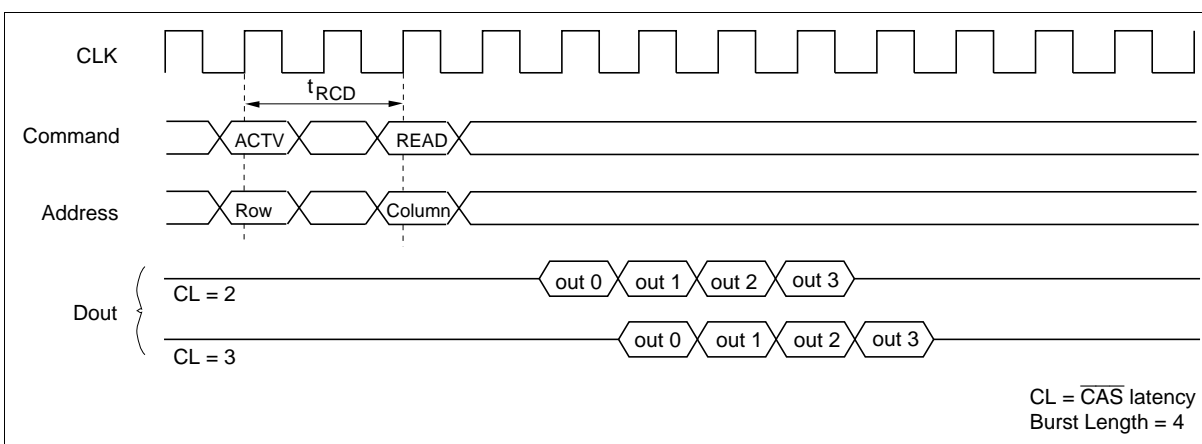 CLK
tRCD
Command ACTV READ
Address Row Column
out 0 out 1 out 2 out 3
CL = 2
Dout
out 0 out 1 out 2 out 3
CL = 3
CL = C̅A̅S̅ latency
Burst Length = 4